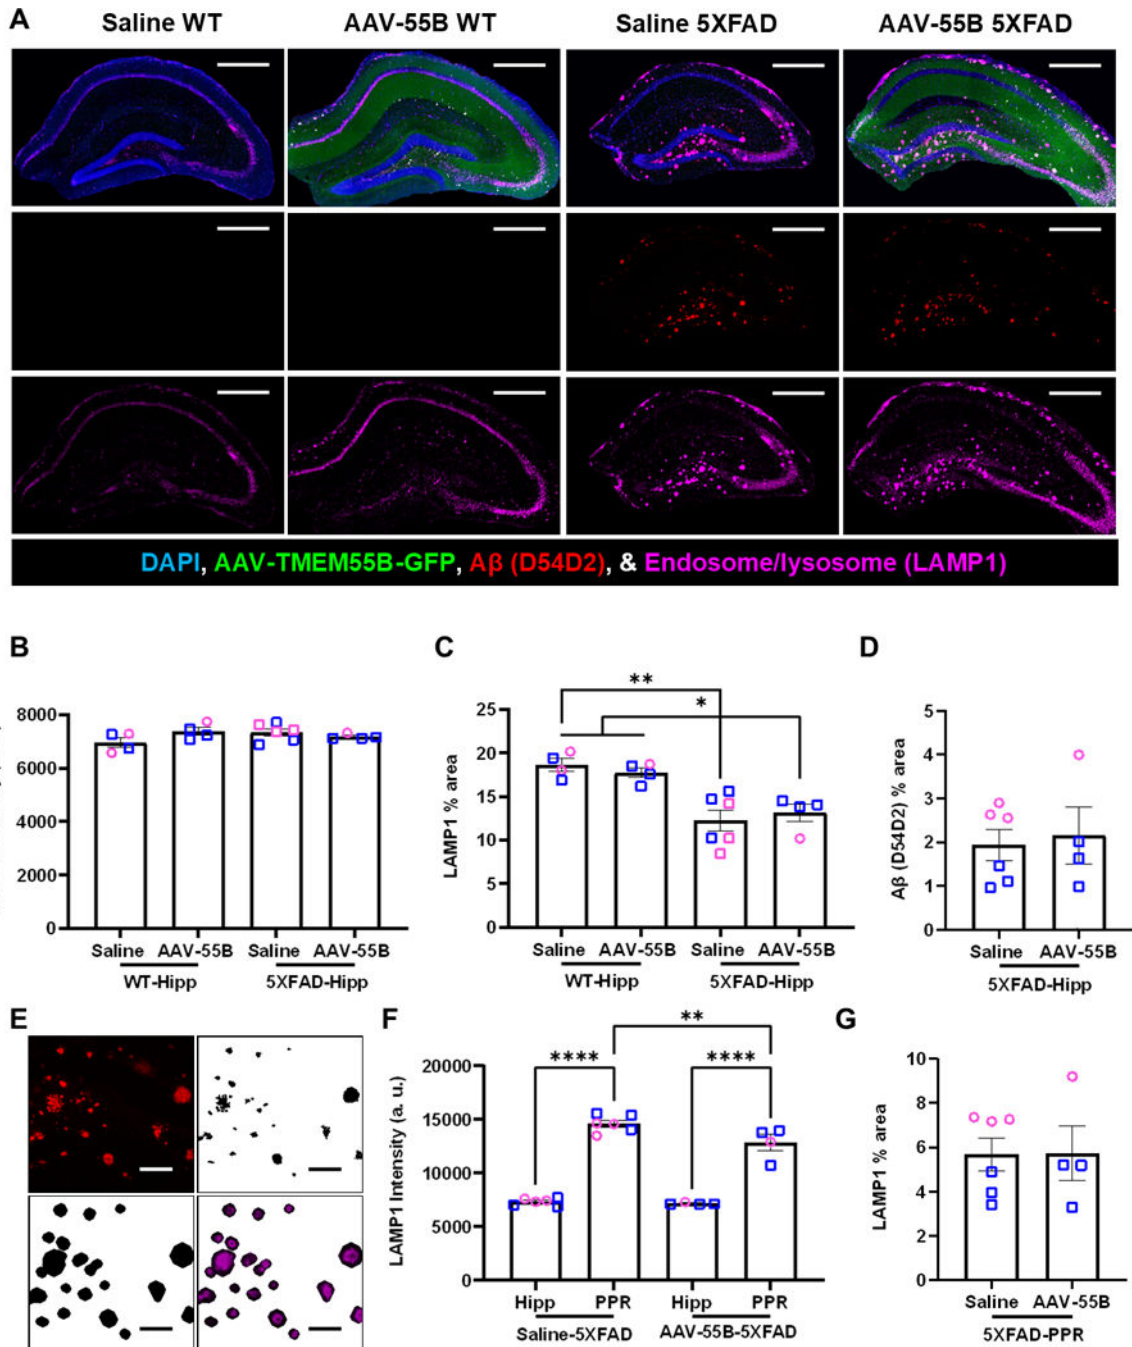 A
Saline WT AAV-55B WT Saline 5XFAD AAV-55B 5XFAD
DAPI, AAV-TMEM55B-GFP, Aβ (D54D2), & Endosome/lysosome (LAMP1)
B
8000
6000
4000
2000
0
Saline AAV-55B Saline AAV-55B
WT-Hipp 5XFAD-Hipp
C
LAMP1 % area
25
20
15
10
5
0
**
*
Saline AAV-55B Saline AAV-55B
WT-Hipp 5XFAD-Hipp
D
Aβ (D54D2) % area
5
4
3
2
1
0
Saline AAV-55B
5XFAD-Hipp
E
F
LAMP1 Intensity (a. u.)
20000
15000
10000
5000
0
****
**
****
Hipp PPR Hipp PPR
Saline-5XFAD AAV-55B-5XFAD
G
LAMP1 % area
10
8
6
4
2
0
Saline AAV-55B
5XFAD-PPR